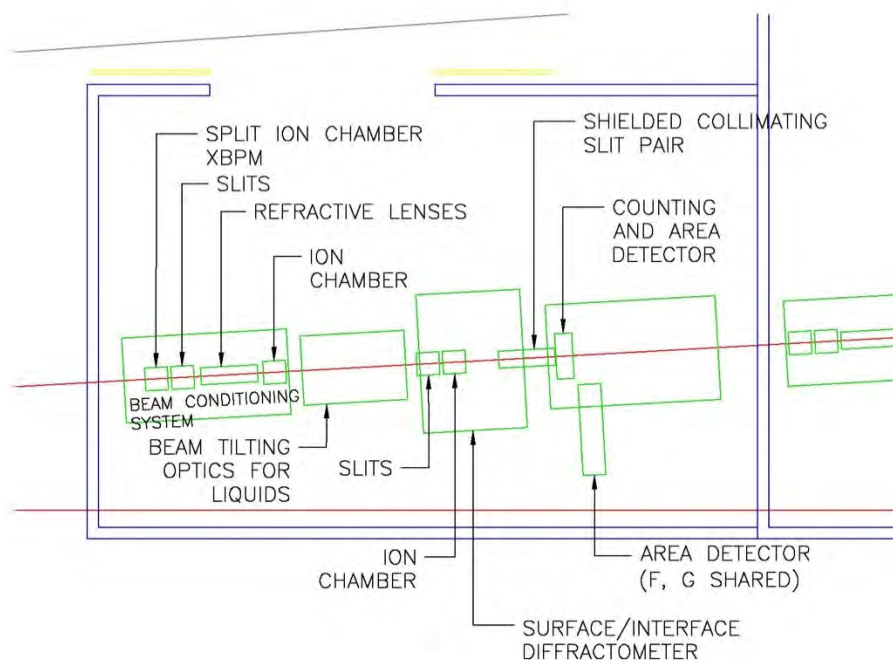 SPLIT ION CHAMBER
XBPM
SLITS
REFRACTIVE LENSES
ION
CHAMBER
SHIELDED COLLIMATING
SLIT PAIR
COUNTING
AND AREA
DETECTOR
BEAM CONDITIONING
SYSTEM
BEAM TILTING
OPTICS FOR
LIQUIDS
SLITS
ION
CHAMBER
AREA DETECTOR
(F, G SHARED)
SURFACE/INTERFACE
DIFFRACTOMETER